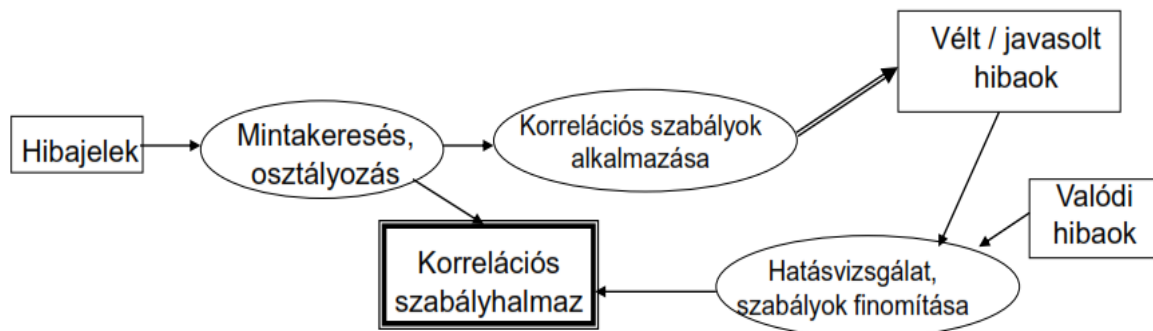 Vélt / javasolt
hibaok
Hibajelek
Mintakeresés,
osztályozás
Korrelációs szabályok
alkalmazása
Valódi
hibaok
Korrelációs
szabályhalmaz
Hatásvizsgálat,
szabályok finomítása